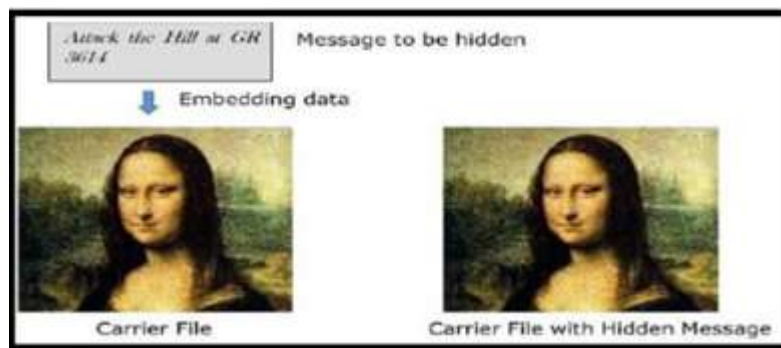 Attack the Hill at GR
3614
Message to be hidden
Embedding data
Carrier File
Carrier File with Hidden Message